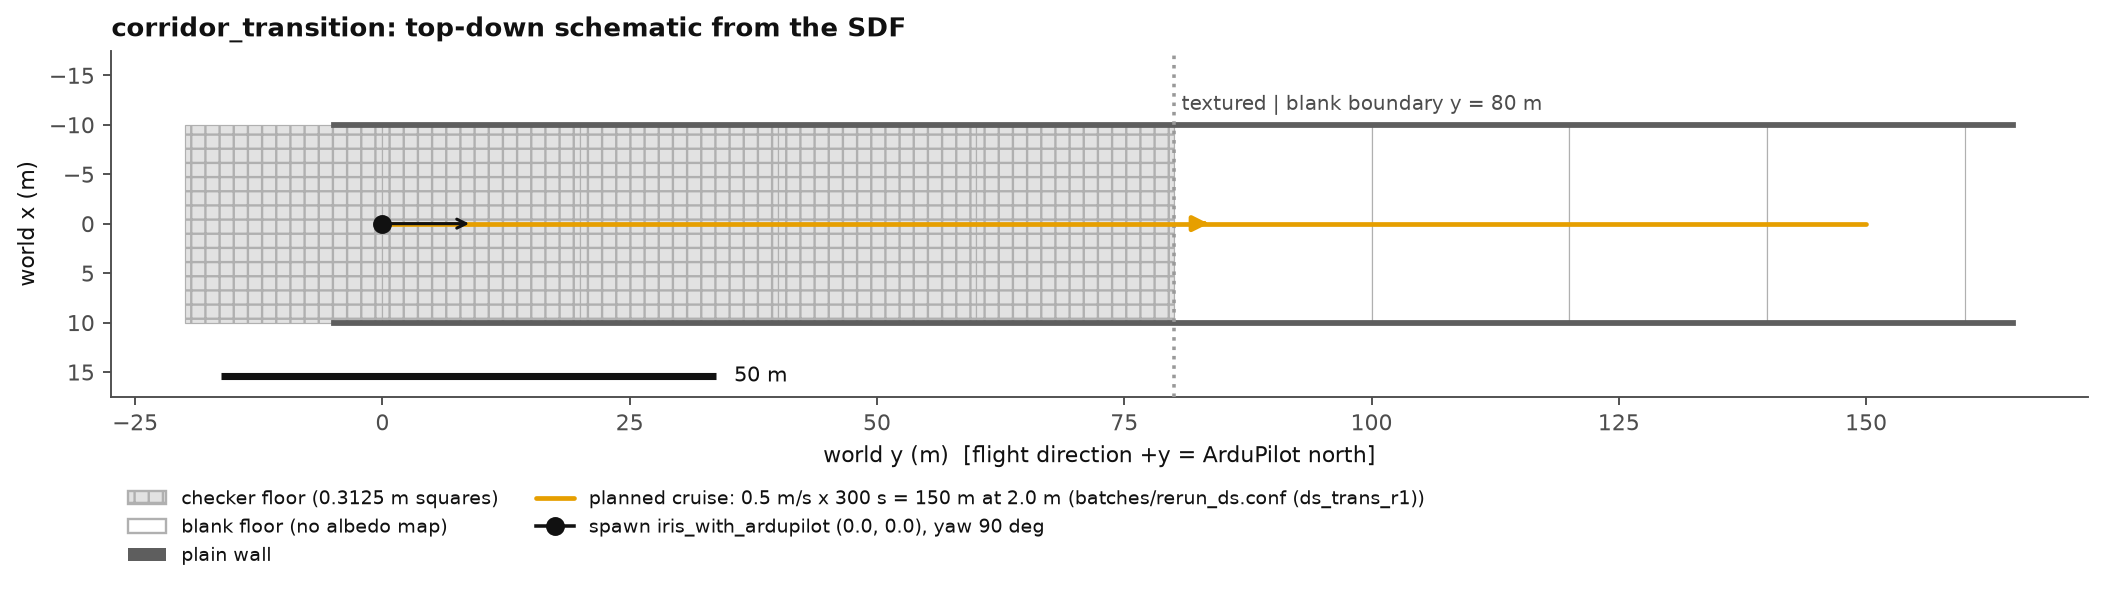 corridor_transition: top-down schematic from the SDF
world x (m)
−15
−10
−5
0
5
10
15
textured | blank boundary y = 80 m
50 m
−25
0
25
50
75
100
125
150
world y (m)  [flight direction +y = ArduPilot north]
checker floor (0.3125 m squares)
blank floor (no albedo map)
plain wall
planned cruise: 0.5 m/s x 300 s = 150 m at 2.0 m (batches/rerun_ds.conf (ds_trans_r1))
spawn iris_with_ardupilot (0.0, 0.0), yaw 90 deg